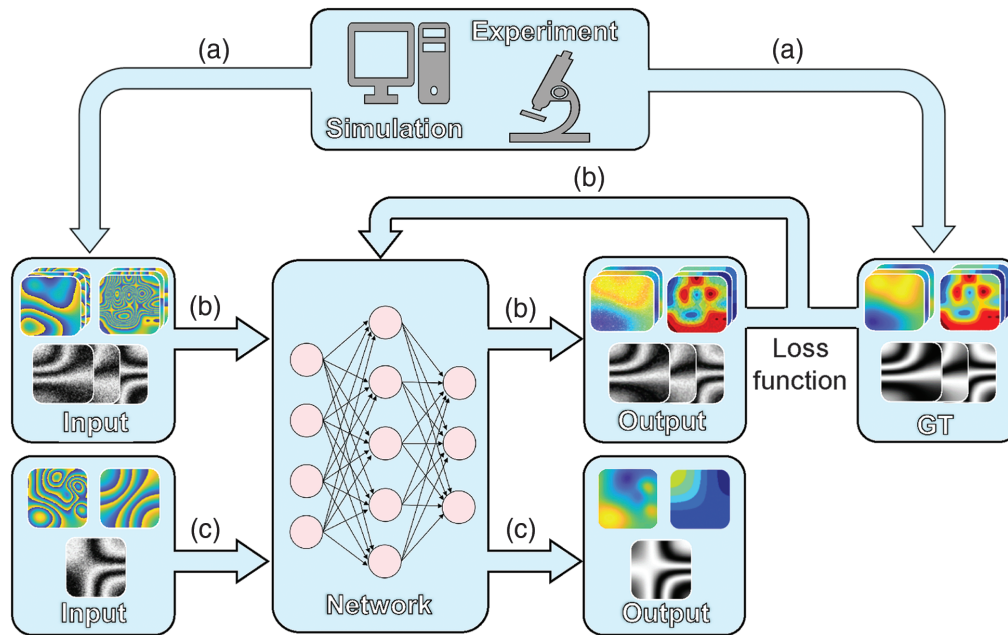 (a)
Experiment
(a)
Simulation
(b)
(b)
(b)
Loss
function
Input
Output
GT
(c)
(c)
Input
Network
Output